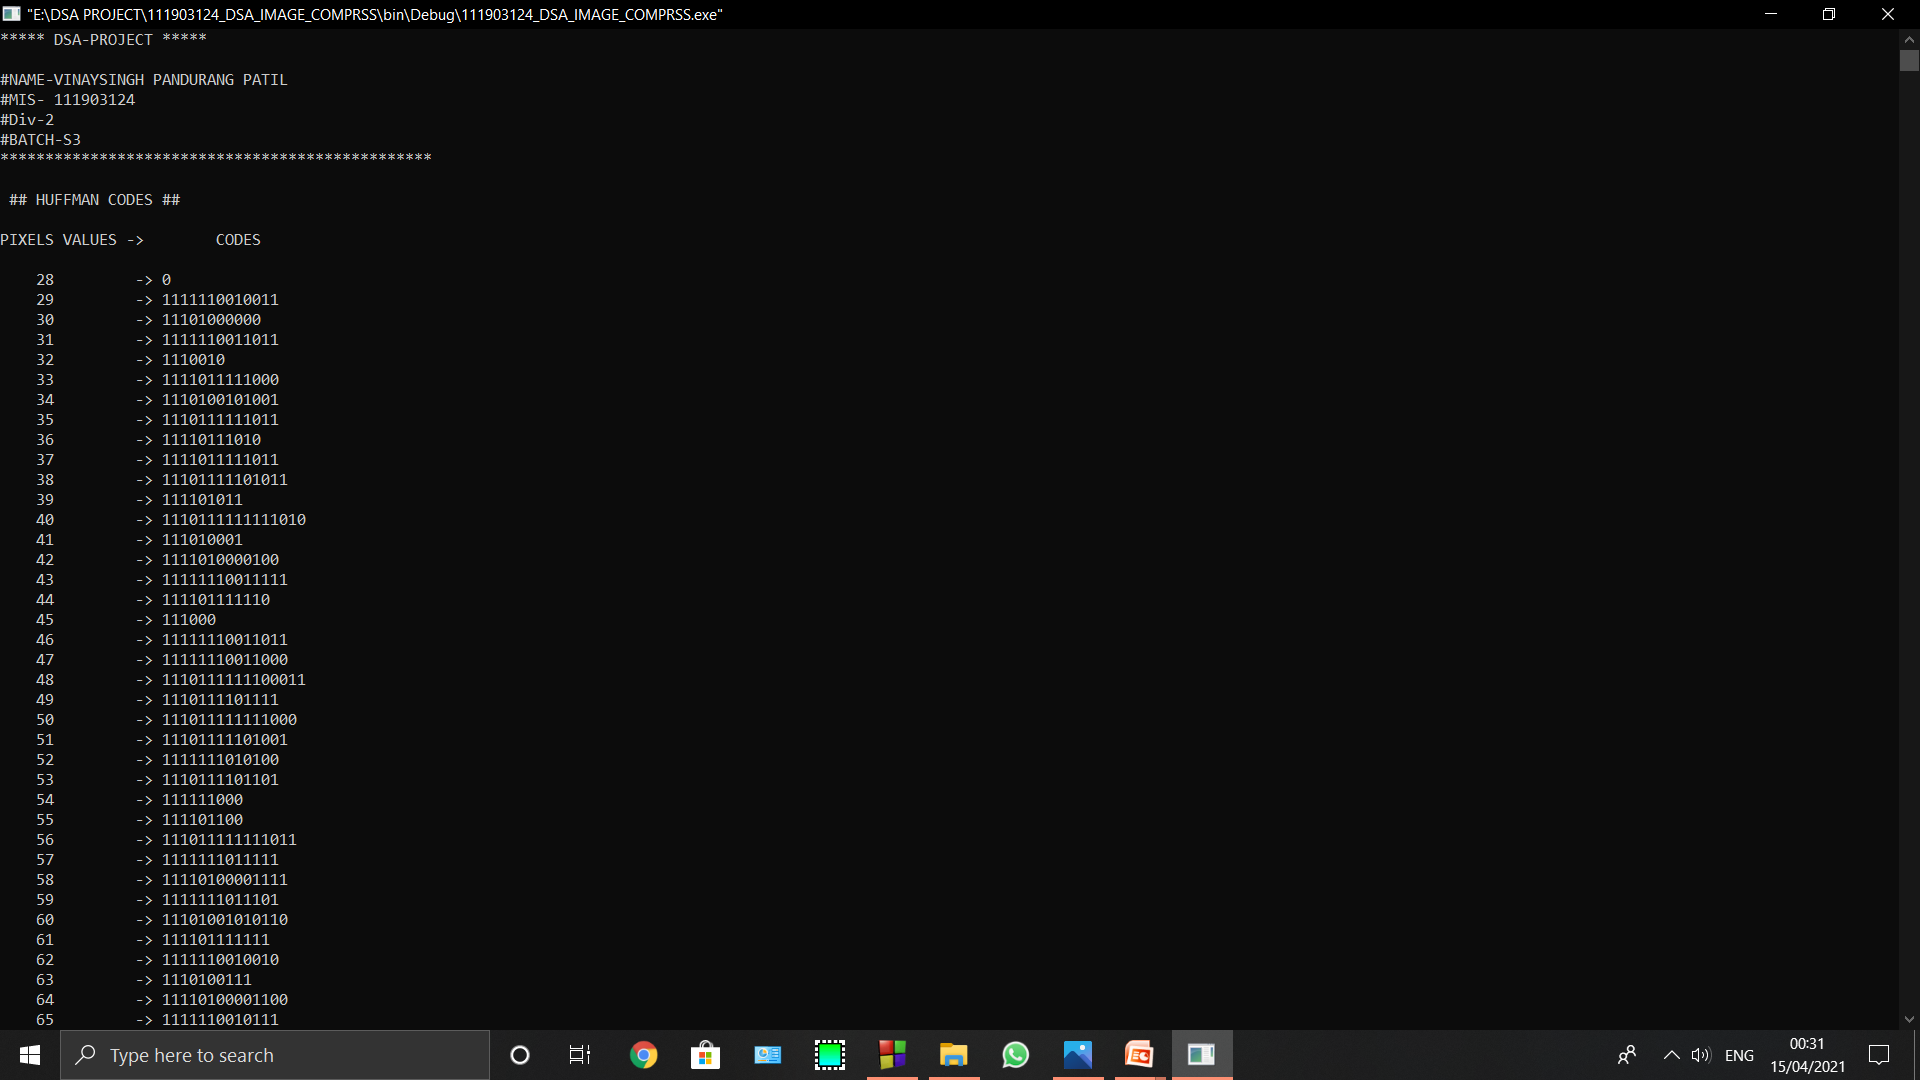 "E:\DSA PROJECT\111903124_DSA_IMAGE_COMPRSS\bin\Debug\111903124_DSA_IMAGE_COMPRSS.exe"
***** DSA-PROJECT *****
#NAME-VINAYSINGH PANDURANG PATIL
#MIS- 111903124
#Div-2
#BATCH-S3
************************************************
## HUFFMAN CODES ##
PIXELS VALUES -> CODES
28 -> 0
29 -> 1111110010011
30 -> 11101000000
31 -> 1111110011011
32 -> 1110010
33 -> 1111011111000
34 -> 1110100101001
35 -> 1110111111011
36 -> 11110111010
37 -> 1111011111011
38 -> 11101111101011
39 -> 111101011
40 -> 1110111111111010
41 -> 111010001
42 -> 1111010000100
43 -> 11111110011111
44 -> 111101111110
45 -> 111000
46 -> 11111110011011
47 -> 11111110011000
48 -> 1110111111100011
49 -> 1110111101111
50 -> 111011111111000
51 -> 11101111101001
52 -> 1111111010100
53 -> 1110111101101
54 -> 111111000
55 -> 111101100
56 -> 111011111111011
57 -> 1111111011111
58 -> 11110100001111
59 -> 1111111011101
60 -> 11101001010110
61 -> 111101111111
62 -> 1111110010010
63 -> 1110100111
64 -> 11110100001100
65 -> 1111110010111
Type here to search
ENG
00:31
15/04/2021